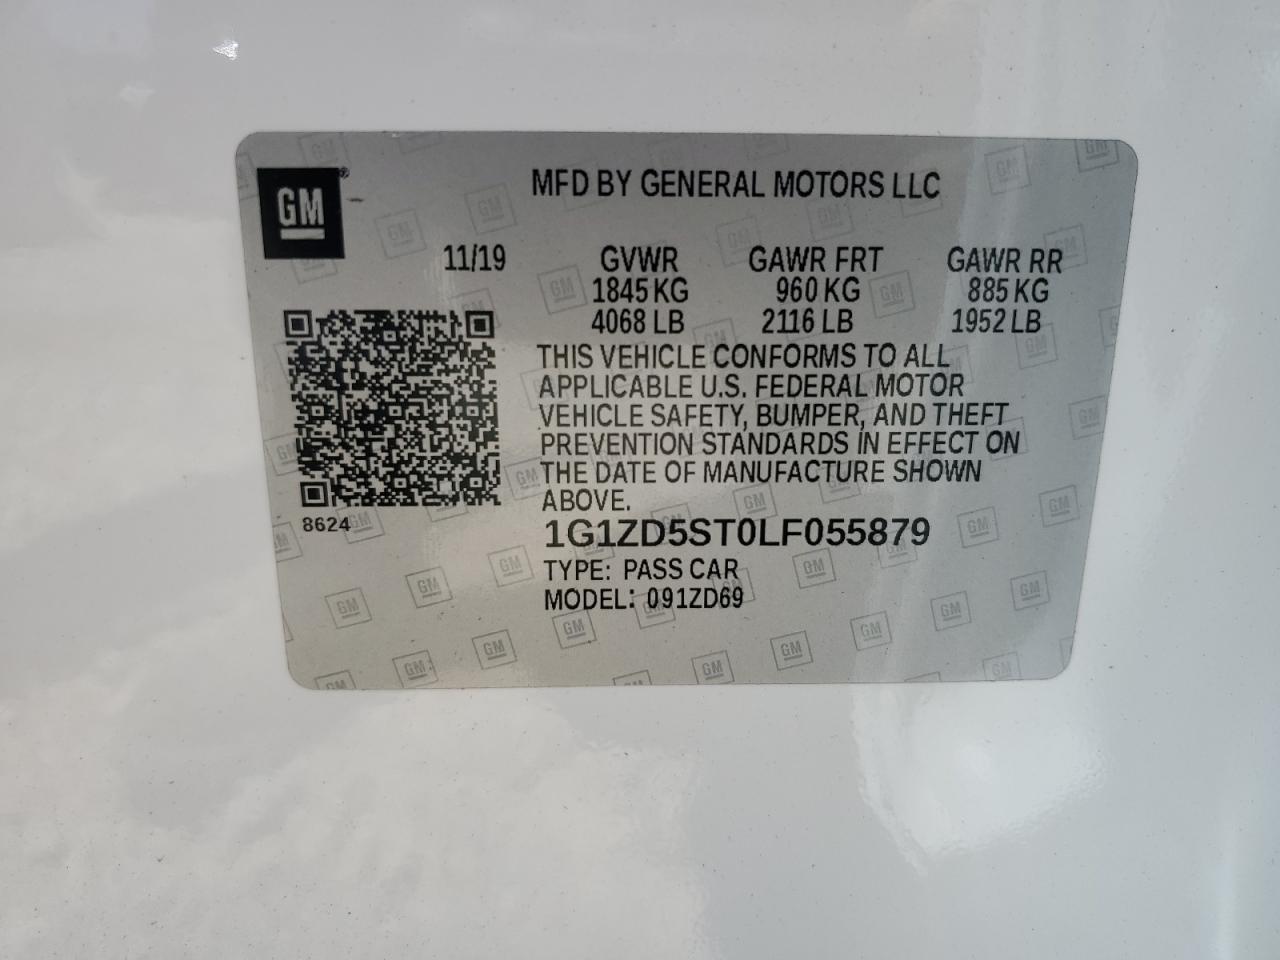 GM®
MFD BY GENERAL MOTORS LLC
11/19 GVWR GAWR FRT GAWR RR
1845 KG 960 KG 885 KG
4068 LB 2116 LB 1952 LB
THIS VEHICLE CONFORMS TO ALL
APPLICABLE U.S. FEDERAL MOTOR
VEHICLE SAFETY, BUMPER, AND THEFT
PREVENTION STANDARDS IN EFFECT ON
THE DATE OF MANUFACTURE SHOWN
ABOVE.
8624
1G1ZD5ST0LF055879
TYPE: PASS CAR
MODEL: 091ZD69